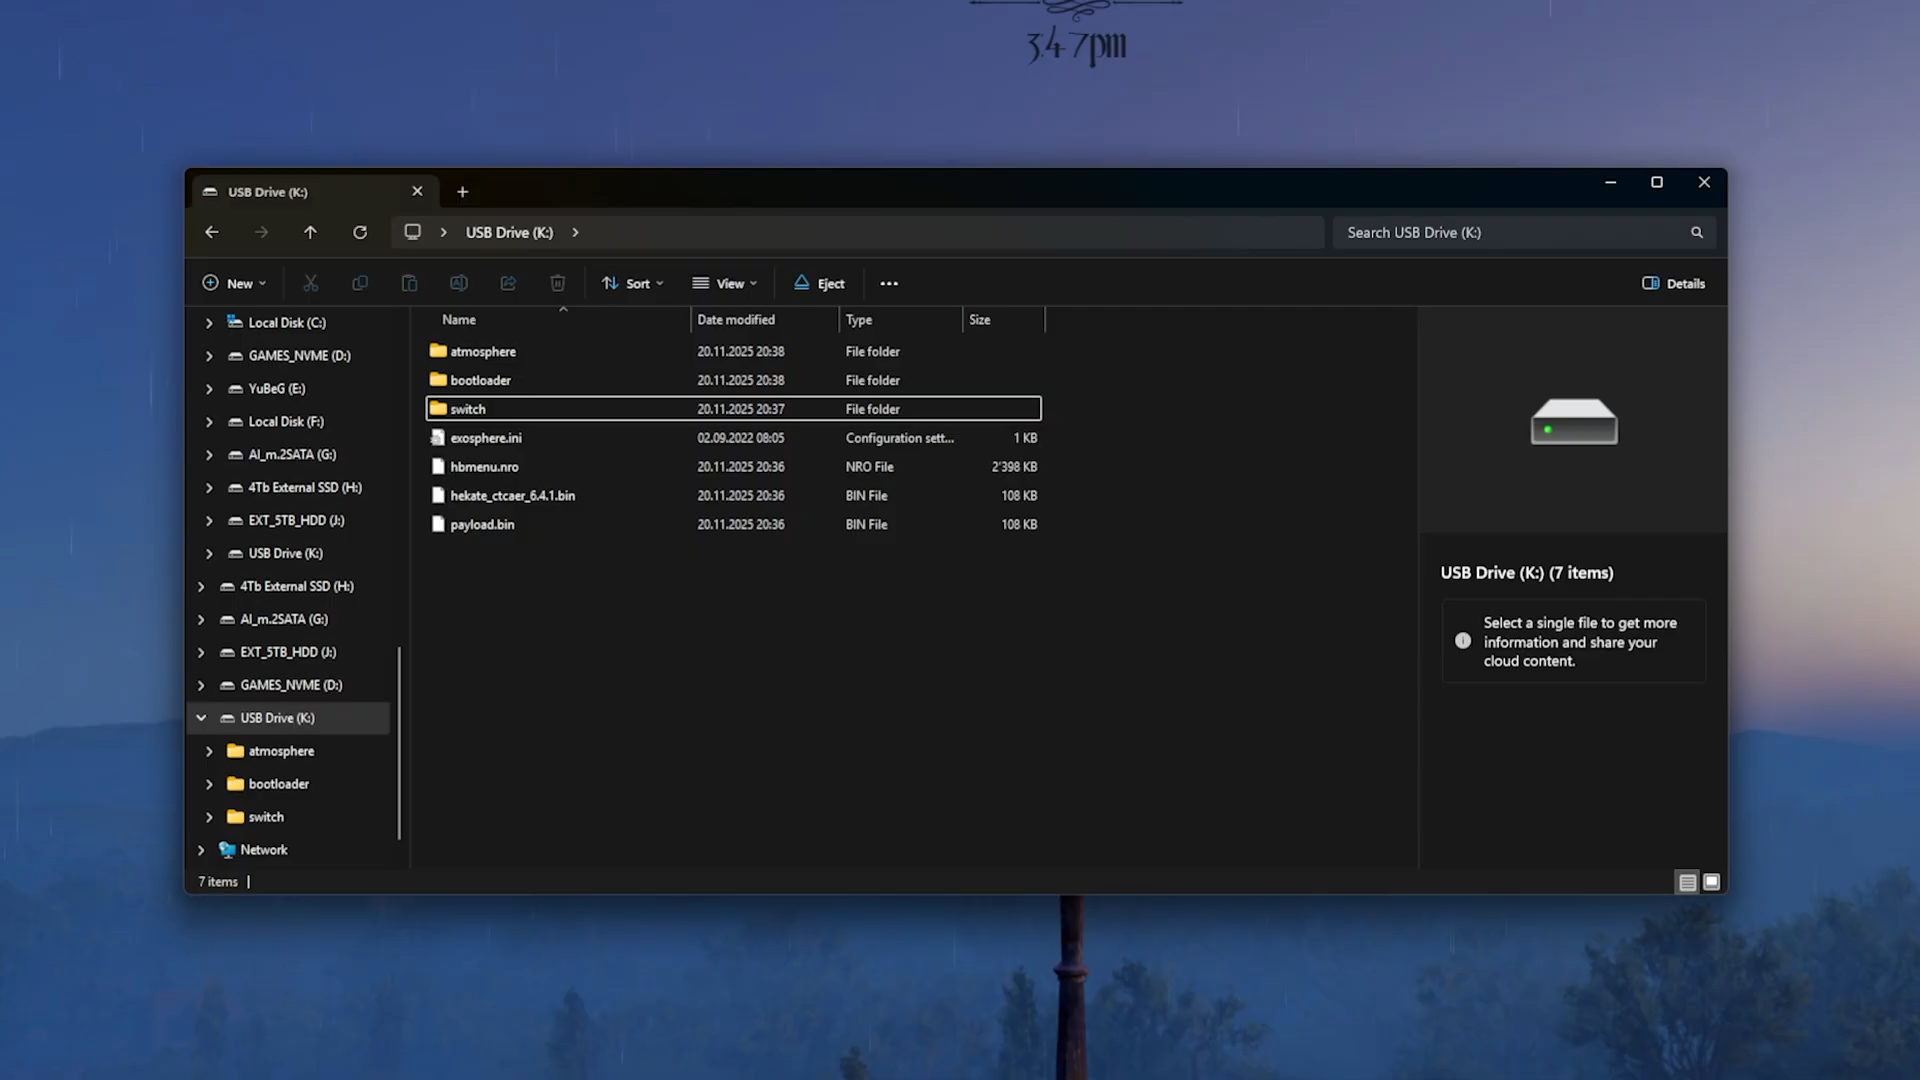 3:47pm
USB Drive (K:)
USB Drive (K:)
Search USB Drive (K:)
New
Sort
View
Eject
Details
Local Disk (C:)
GAMES_NVME (D:)
YuBeG (E:)
Local Disk (F:)
AI_m.2SATA (G:)
4Tb External SSD (H:)
EXT_5TB_HDD (J:)
USB Drive (K:)
4Tb External SSD (H:)
AI_m.2SATA (G:)
EXT_5TB_HDD (J:)
GAMES_NVME (D:)
USB Drive (K:)
atmosphere
bootloader
switch
Network
Name Date modified Type Size
atmosphere 20.11.2025 20:38 File folder
bootloader 20.11.2025 20:38 File folder
switch 20.11.2025 20:37 File folder
exosphere.ini 02.09.2022 08:05 Configuration sett... 1 KB
hbmenu.nro 20.11.2025 20:36 NRO File 2'398 KB
hekate_ctcaer_6.4.1.bin 20.11.2025 20:36 BIN File 108 KB
payload.bin 20.11.2025 20:36 BIN File 108 KB
USB Drive (K:) (7 items)
Select a single file to get more
information and share your
cloud content.
7 items